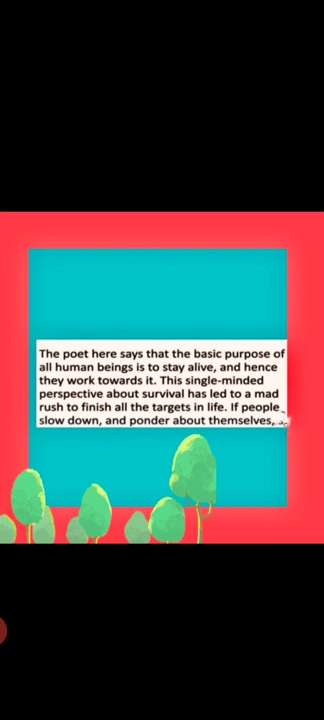 The poet here says that the basic purpose of
all human beings is to stay alive, and hence
they work towards it. This single-minded
perspective about survival has led to a mad
rush to finish all the targets in life. If people
slow down, and ponder about themselves,